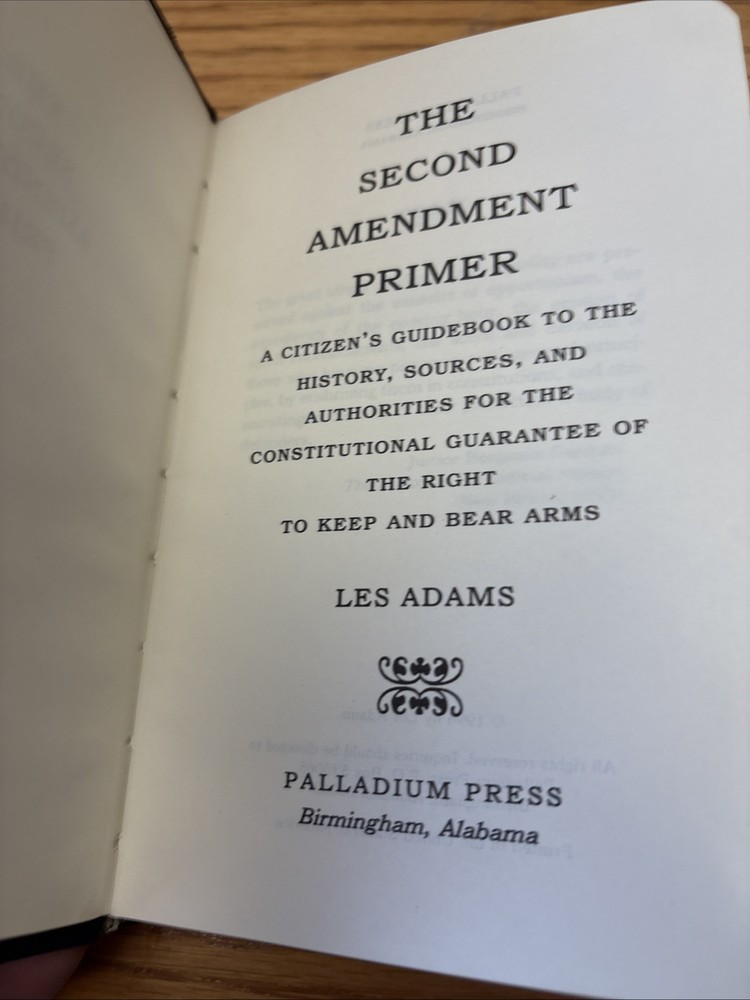 THE
SECOND
AMENDMENT
PRIMER
A CITIZEN'S GUIDEBOOK TO THE
HISTORY, SOURCES, AND
AUTHORITIES FOR THE
CONSTITUTIONAL GUARANTEE OF
THE RIGHT
TO KEEP AND BEAR ARMS
LES ADAMS
PALLADIUM PRESS
Birmingham, Alabama